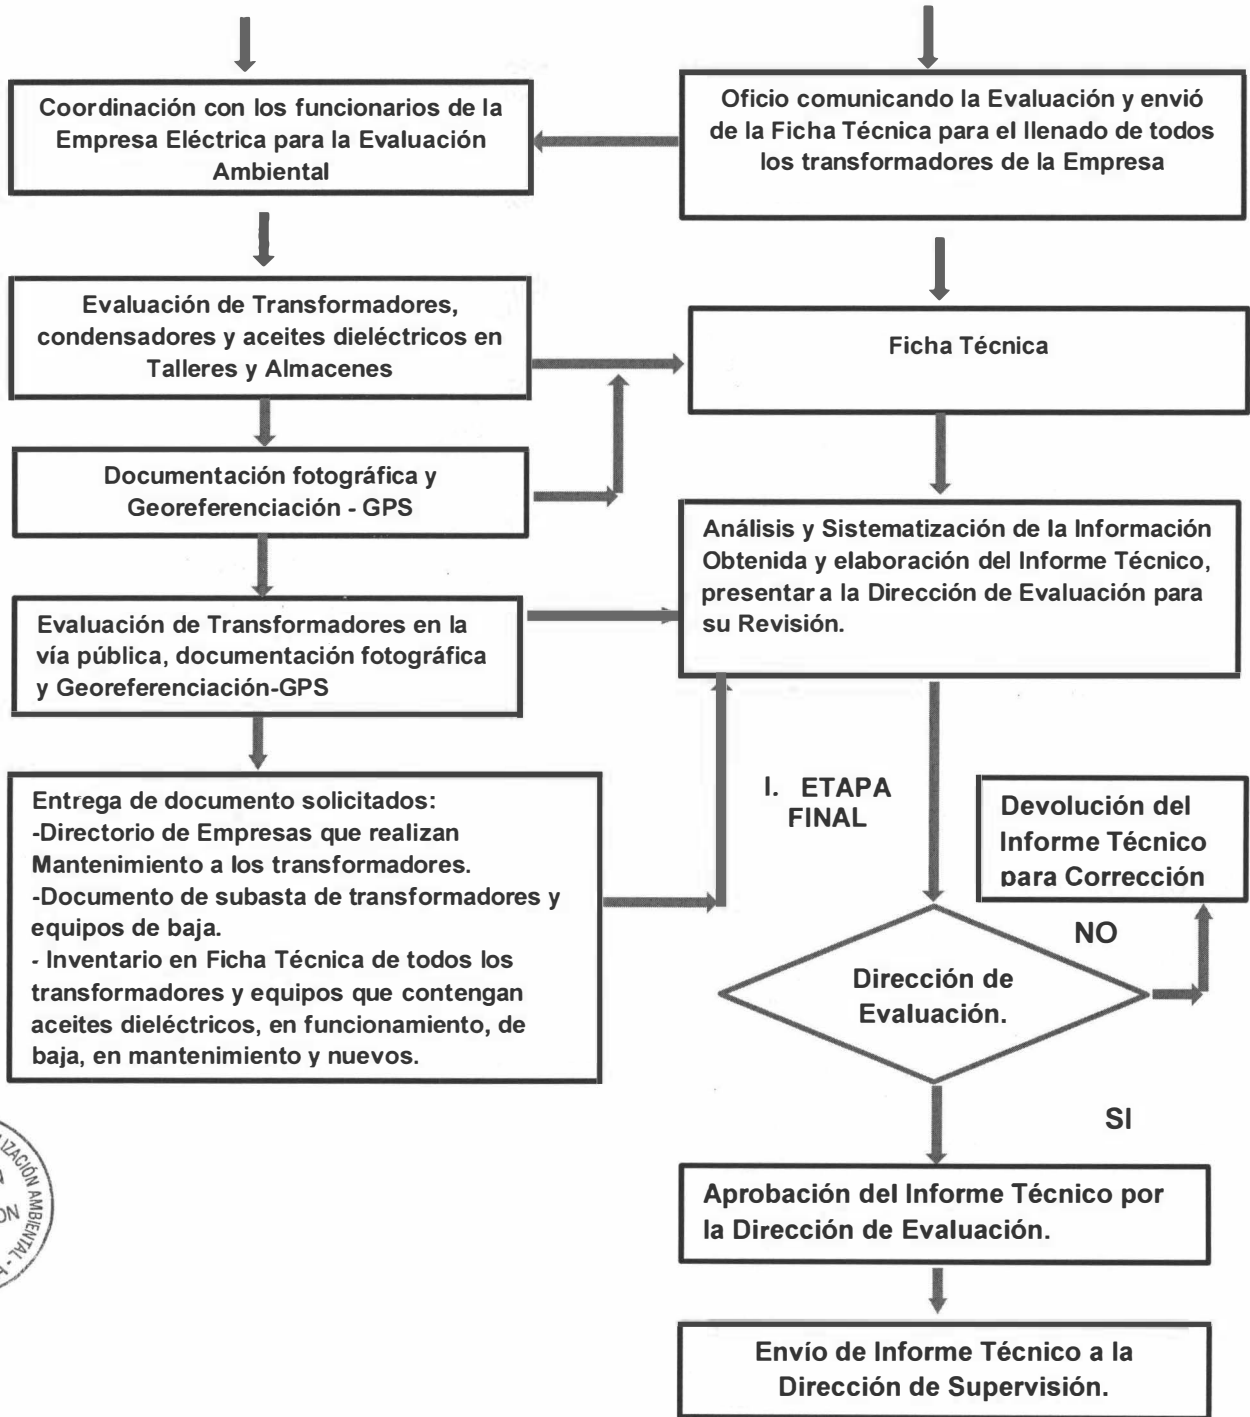 Coordinación con los funcionarios de la
Empresa Eléctrica para la Evaluación
Ambiental
Oficio comunicando la Evaluación y envió
de la Ficha Técnica para el llenado de todos
los transformadores de la Empresa
Evaluación de Transformadores,
condensadores y aceites dieléctricos en
Talleres y Almacenes
Ficha Técnica
Documentación fotográfica y
Georeferenciación - GPS
Análisis y Sistematización de la Información
Obtenida y elaboración del Informe Técnico,
presentar a la Dirección de Evaluación para
su Revisión.
Evaluación de Transformadores en la
vía pública, documentación fotográfica
y Georeferenciación-GPS
Entrega de documento solicitados:
-Directorio de Empresas que realizan
Mantenimiento a los transformadores.
-Documento de subasta de transformadores y
equipos de baja.
- Inventario en Ficha Técnica de todos los
transformadores y equipos que contengan
aceites dieléctricos, en funcionamiento, de
baja, en mantenimiento y nuevos.
I. ETAPA
FINAL
Devolución del
Informe Técnico
para Corrección
NO
Dirección de
Evaluación.
SI
Aprobación del Informe Técnico por
la Dirección de Evaluación.
Envío de Informe Técnico a la
Dirección de Supervisión.
AMBIENTAL